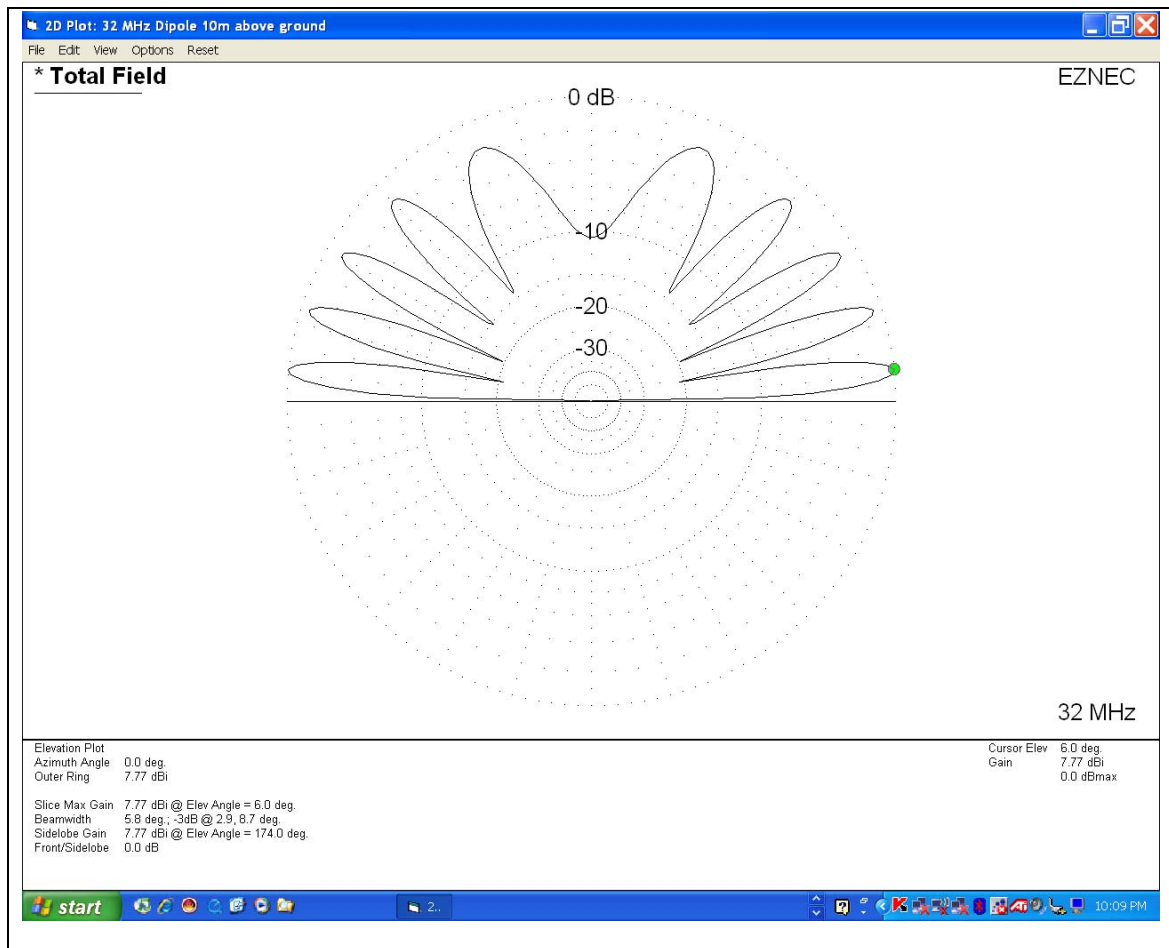 2D Plot: 32 MHz Dipole 10m above ground
File Edit View Options Reset
* Total Field
EZNEC
0 dB
-10
-20
-30
32 MHz
Elevation Plot
Azimuth Angle 0.0 deg.
Outer Ring 7.77 dBi
Cursor Elev 6.0 deg.
Gain 7.77 dBi
0.0 dBmax
Slice Max Gain 7.77 dBi @ Elev Angle = 6.0 deg.
Beamwidth 5.8 deg.; -3dB @ 2.9, 8.7 deg.
Sidelobe Gain 7.77 dBi @ Elev Angle = 174.0 deg.
Front/Sidelobe 0.0 dB
start
2..
10:09 PM